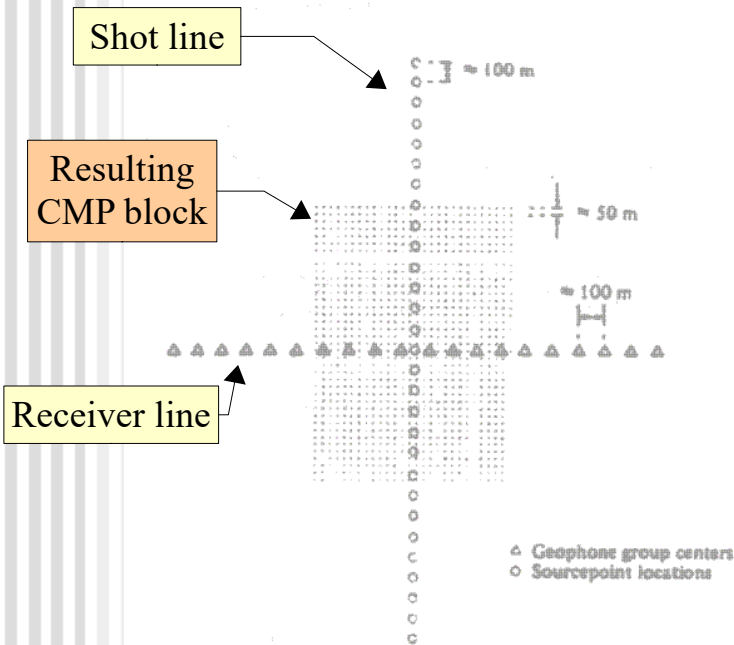 Shot line
≈ 100 m
Resulting
CMP block
≈ 50 m
≈ 100 m
Receiver line
Geophone group centers
Sourcepoint locations